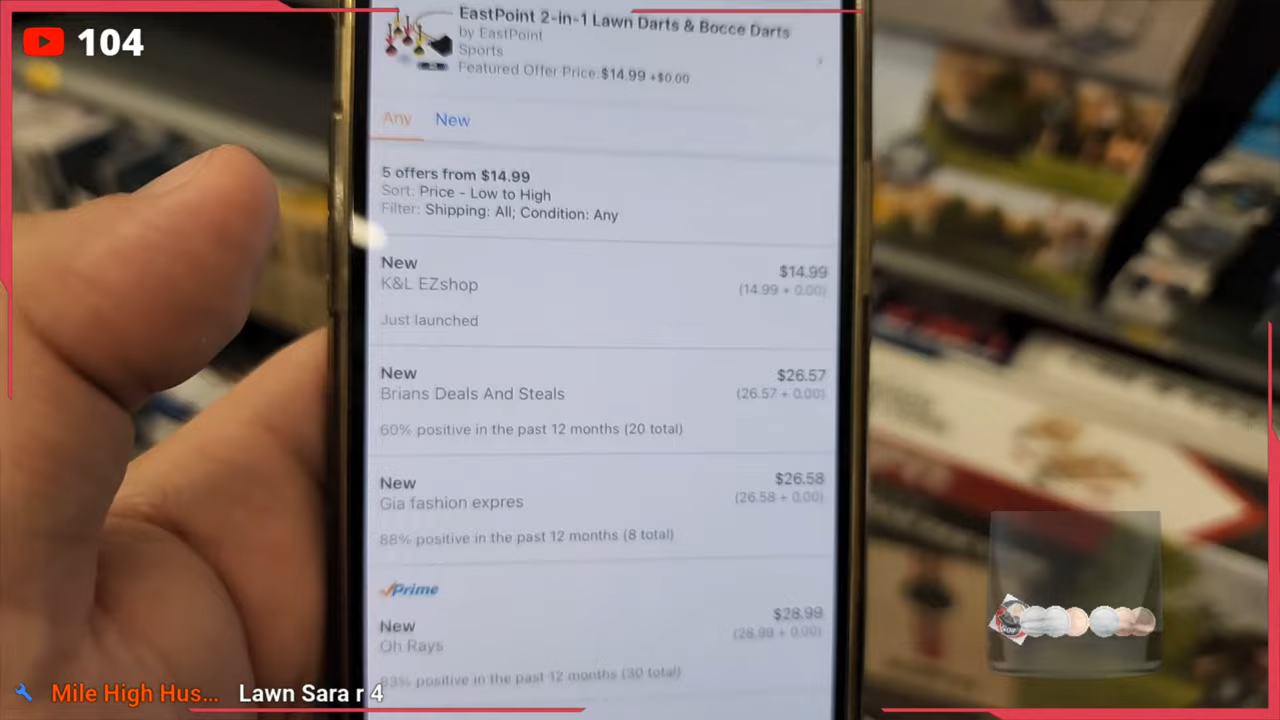 104
EastPoint 2-in-1 Lawn Darts & Bocce Darts
by EastPoint
Sports
Featured Offer Price:$14.99 +$0.00
Any New
5 offers from $14.99
Sort: Price - Low to High
Filter: Shipping: All; Condition: Any
New
K&L EZshop
$14.99
(14.99 + 0.00)
Just launched
New
Brians Deals And Steals
$26.57
(26.57 + 0.00)
60% positive in the past 12 months (20 total)
New
Gia fashion expres
$26.58
(26.58 + 0.00)
88% positive in the past 12 months (8 total)
Prime
New
Oh Rays
$28.99
(28.99 + 0.00)
83% positive in the past 12 months (30 total)
Mile High Hus... Lawn Sara r 4